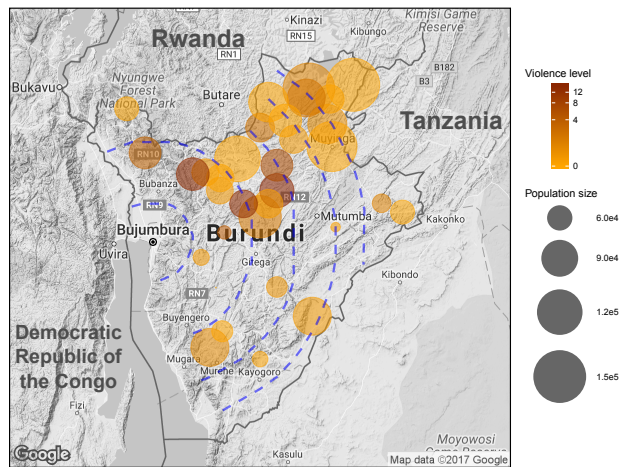 Kinazi
Kimisi Game
Reserve
Kibungo
RN15
Rwanda
RN1
B182
B3
Bukavu
Nyungwe
Forest
National Park
Butare
Tanzania
Muyinga
RN10
Bubanza
RN12
RN9
Mutumba
Kakonko
Bujumbura
Burundi
Uvira
Gitega
Kibondo
RN7
Buyengero
Democratic
Republic of
the Congo
Mugara
Murehe
Kayogoro
Fizi
Kasulu
Moyowosi
Game Reserve
Google
Map data ©2017 Google
Violence level
12
8
4
0
Population size
6.0e4
9.0e4
1.2e5
1.5e5